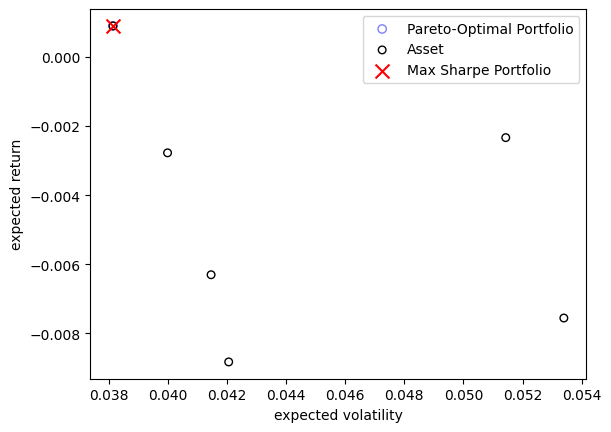 0.000
−0.002
−0.004
−0.006
−0.008
expected return
0.038 0.040 0.042 0.044 0.046 0.048 0.050 0.052 0.054
expected volatility
Pareto-Optimal Portfolio
Asset
Max Sharpe Portfolio